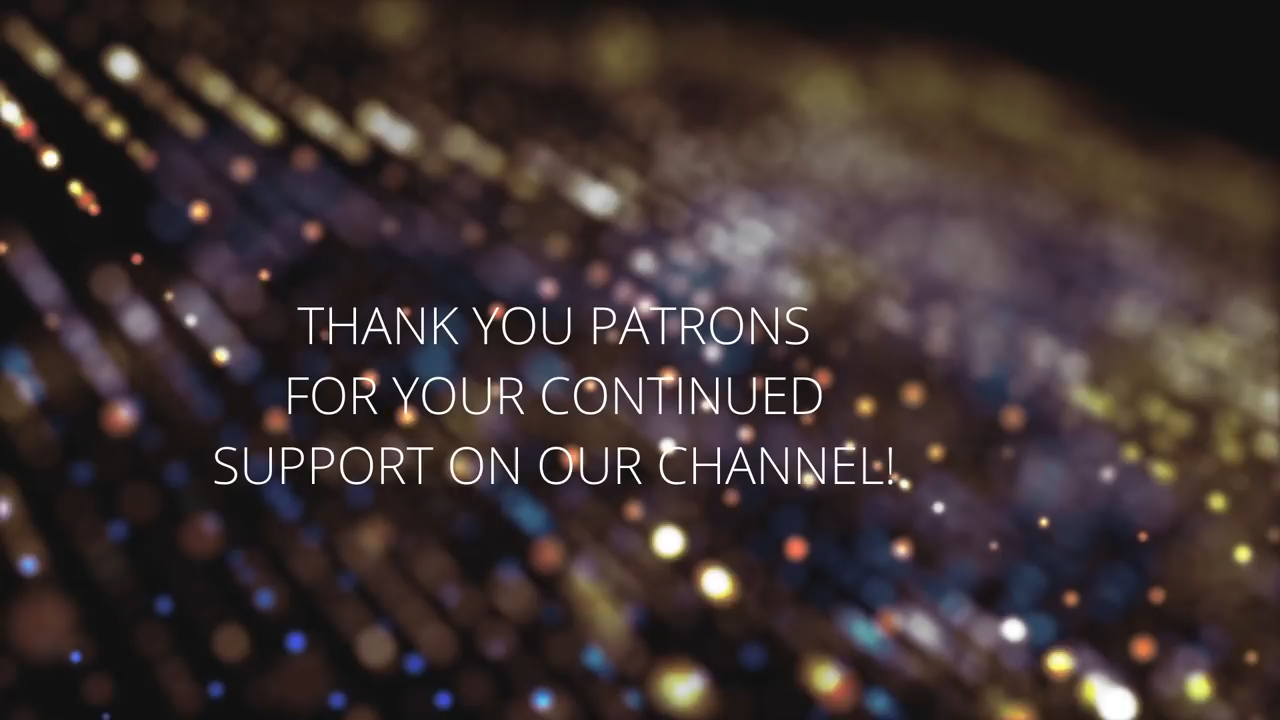 THANK YOU PATRONS
FOR YOUR CONTINUED
SUPPORT ON OUR CHANNEL!